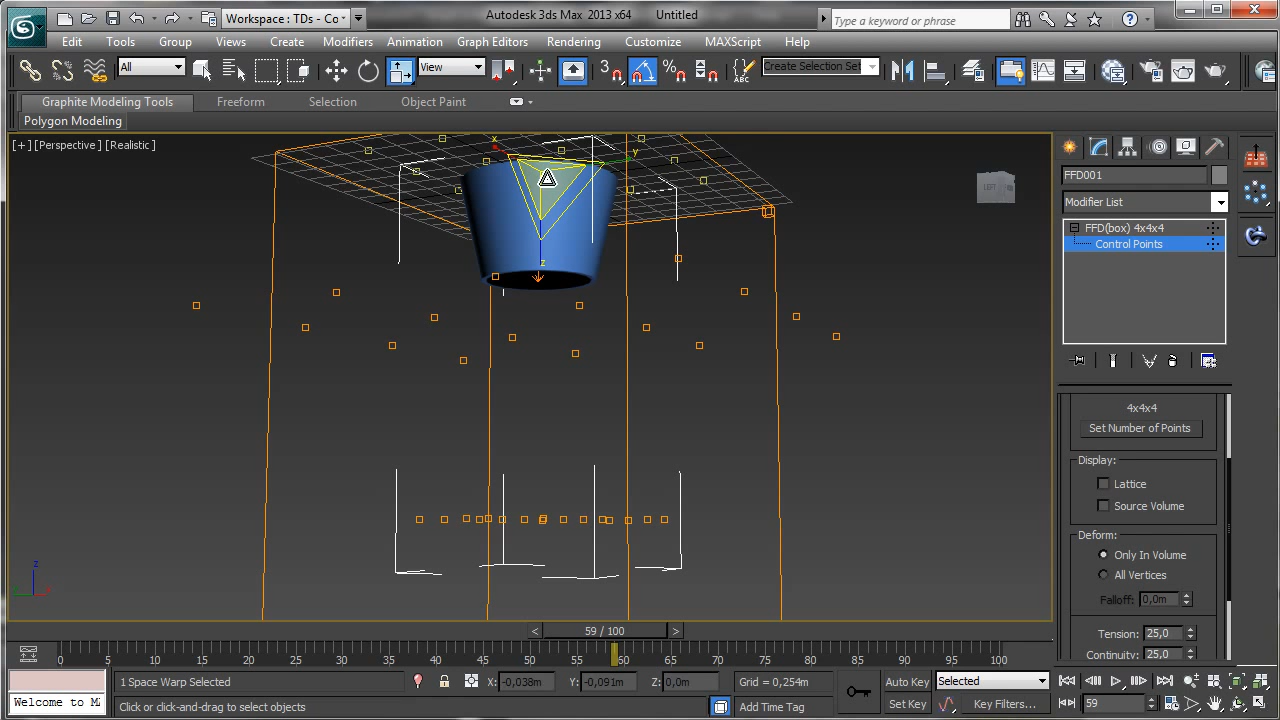 Workspace : TDs - Co
Autodesk 3ds Max 2013 x64 Untitled
Type a keyword or phrase
Edit Tools Group Views Create Modifiers Animation Graph Editors Rendering Customize MAXScript Help
All
View
3
Create Selection Set
ABC
Graphite Modeling Tools Freeform Selection Object Paint
Polygon Modeling
[+] [Perspective] [Realistic]
x
Y
z
LEFT
z
FFD001
Modifier List
FFD(box) 4x4x4
Control Points
4x4x4
Set Number of Points
Display:
Lattice
Source Volume
Deform:
Only In Volume
All Vertices
Falloff: 0,0m
Tension: 25,0
Continuity: 25,0
< 59 / 100 >
0 5 10 15 20 25 30 35 40 45 50 55 60 65 70 75 80 85 90 95 100
1 Space Warp Selected
X: -0,038m Y: -0,091m Z: 0,0m
Grid = 0,254m
Auto Key Selected
Welcome to MA
Click or click-and-drag to select objects
Add Time Tag
Set Key Key Filters...
59